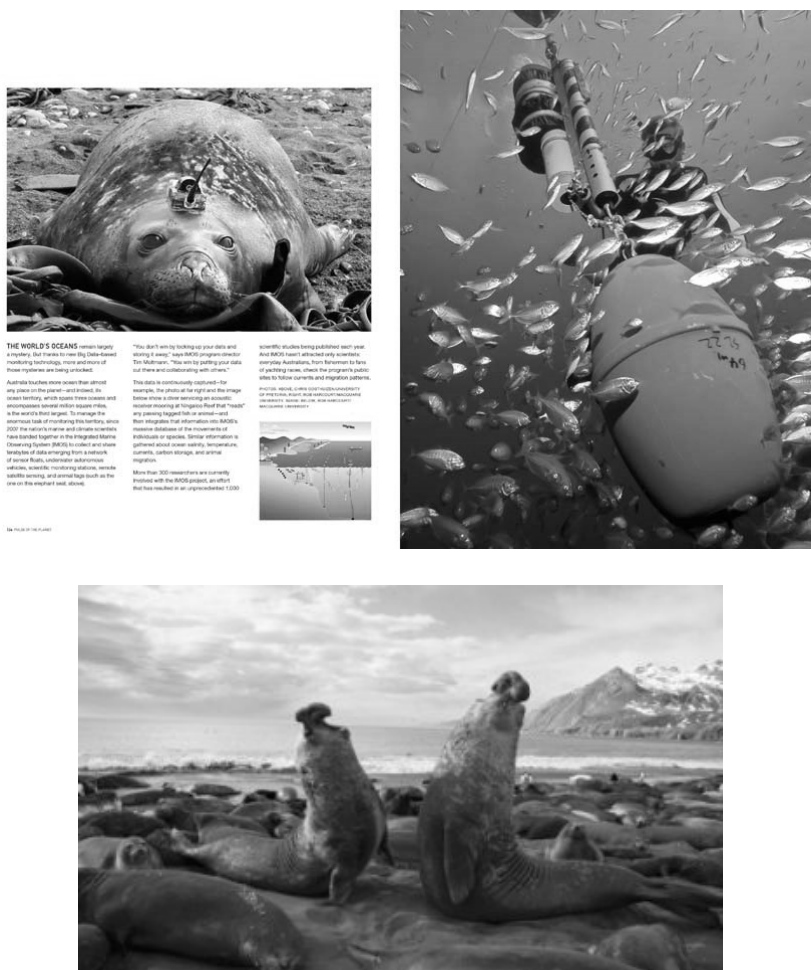 THE WORLD'S OCEANS remain largely
a mystery. But thanks to new Big Data-based
monitoring technology, more and more of
those mysteries are being unlocked.
Australia touches more ocean than almost
any place on the planet—and indeed, its
ocean territory, which spans three oceans and
encompasses several million square miles,
is the world's third largest. To manage the
enormous task of monitoring this territory, since
2007 the nation's marine and climate scientists
have banded together in the Integrated Marine
Observing System (IMOS) to collect and share
terabytes of data emerging from a network
of sensor floats, underwater autonomous
vehicles, scientific monitoring stations, remote
satellite sensing, and animal tags (such as the
one on this elephant seal, above).
"You don't win by locking up your data and
storing it away," says IMOS program director
Tim Moltmann. "You win by putting your data
out there and collaborating with others."
This data is continuously captured—for
example, the photo at far right and the image
below show a diver servicing an acoustic
receiver mooring at Ningaloo Reef that "reads"
any passing tagged fish or animal—and
then integrates that information into IMOS's
massive database of the movements of
individuals or species. Similar information is
gathered about ocean salinity, temperature,
currents, carbon storage, and animal
migration.
More than 300 researchers are currently
involved with the IMOS project, an effort
that has resulted in an unprecedented 1,000
scientific studies being published each year.
And IMOS hasn't attracted only scientists:
everyday Australians, from fishermen to fans
of yachting races, check the program's public
sites to follow currents and migration patterns.
PHOTOS: ABOVE, CHRIS OOSTHUIZEN/UNIVERSITY
OF PRETORIA; RIGHT, ROB HARCOURT/MACQUARIE
UNIVERSITY
MACQUARIE UNIVERSITY
PULSE OF THE PLANET